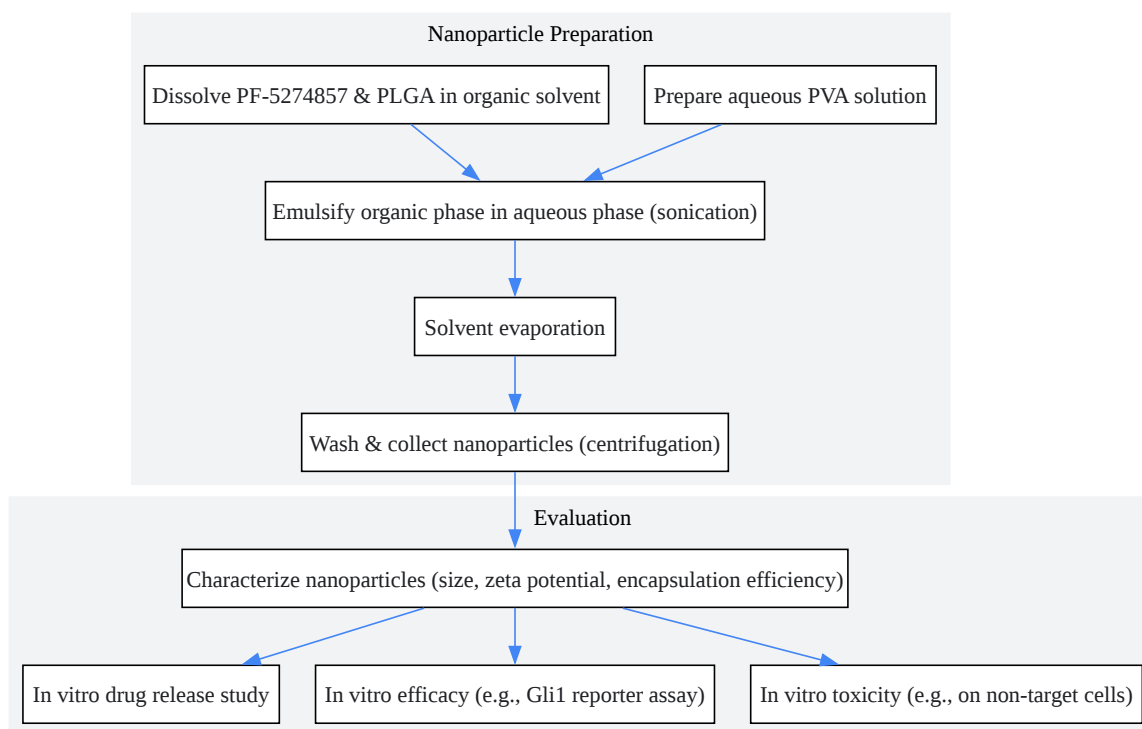 Nanoparticle Preparation
Dissolve PF-5274857 & PLGA in organic solvent
Prepare aqueous PVA solution
Emulsify organic phase in aqueous phase (sonication)
Solvent evaporation
Wash & collect nanoparticles (centrifugation)
Evaluation
Characterize nanoparticles (size, zeta potential, encapsulation efficiency)
In vitro drug release study
In vitro efficacy (e.g., Gli1 reporter assay)
In vitro toxicity (e.g., on non-target cells)